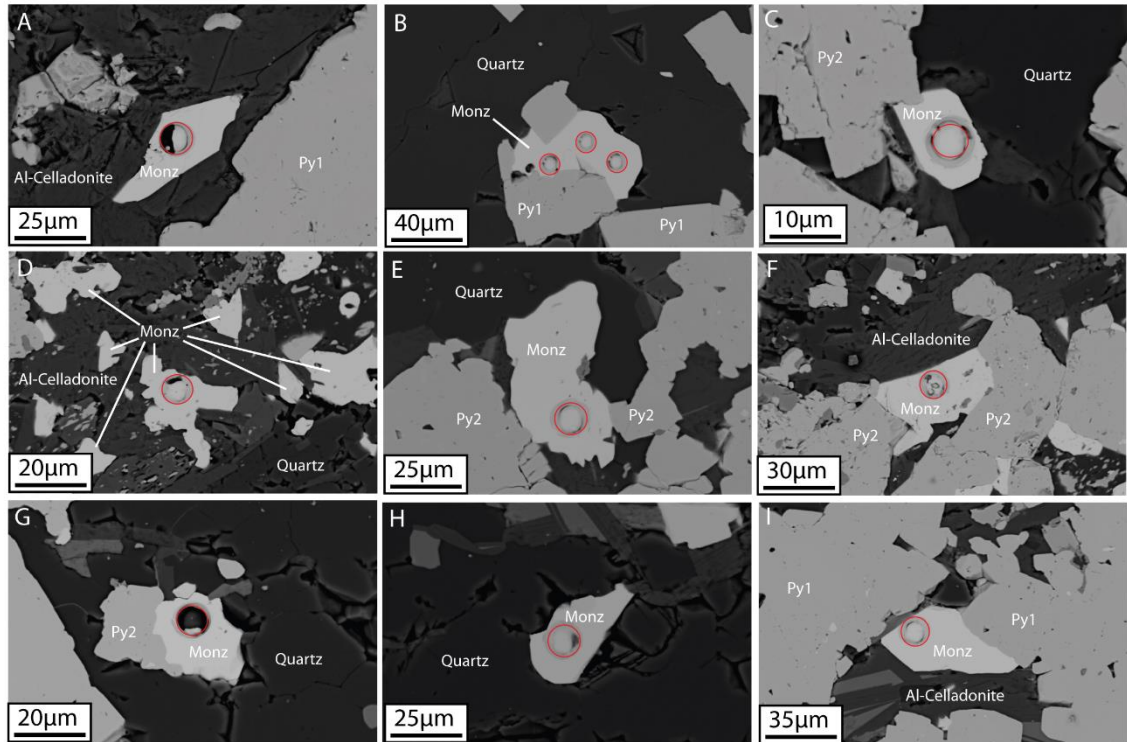 A
Al-Celladonite
Monz
Py1
25µm
B
Quartz
Monz
Py1
Py1
40µm
C
Py2
Quartz
Monz
10µm
D
Monz
Al-Celladonite
Quartz
20µm
E
Quartz
Monz
Py2
Py2
25µm
F
Al-Celladonite
Monz
Py2
Py2
30µm
G
Py2
Monz
Quartz
20µm
H
Monz
Quartz
25µm
I
Py1
Py1
Monz
Al-Celladonite
35µm